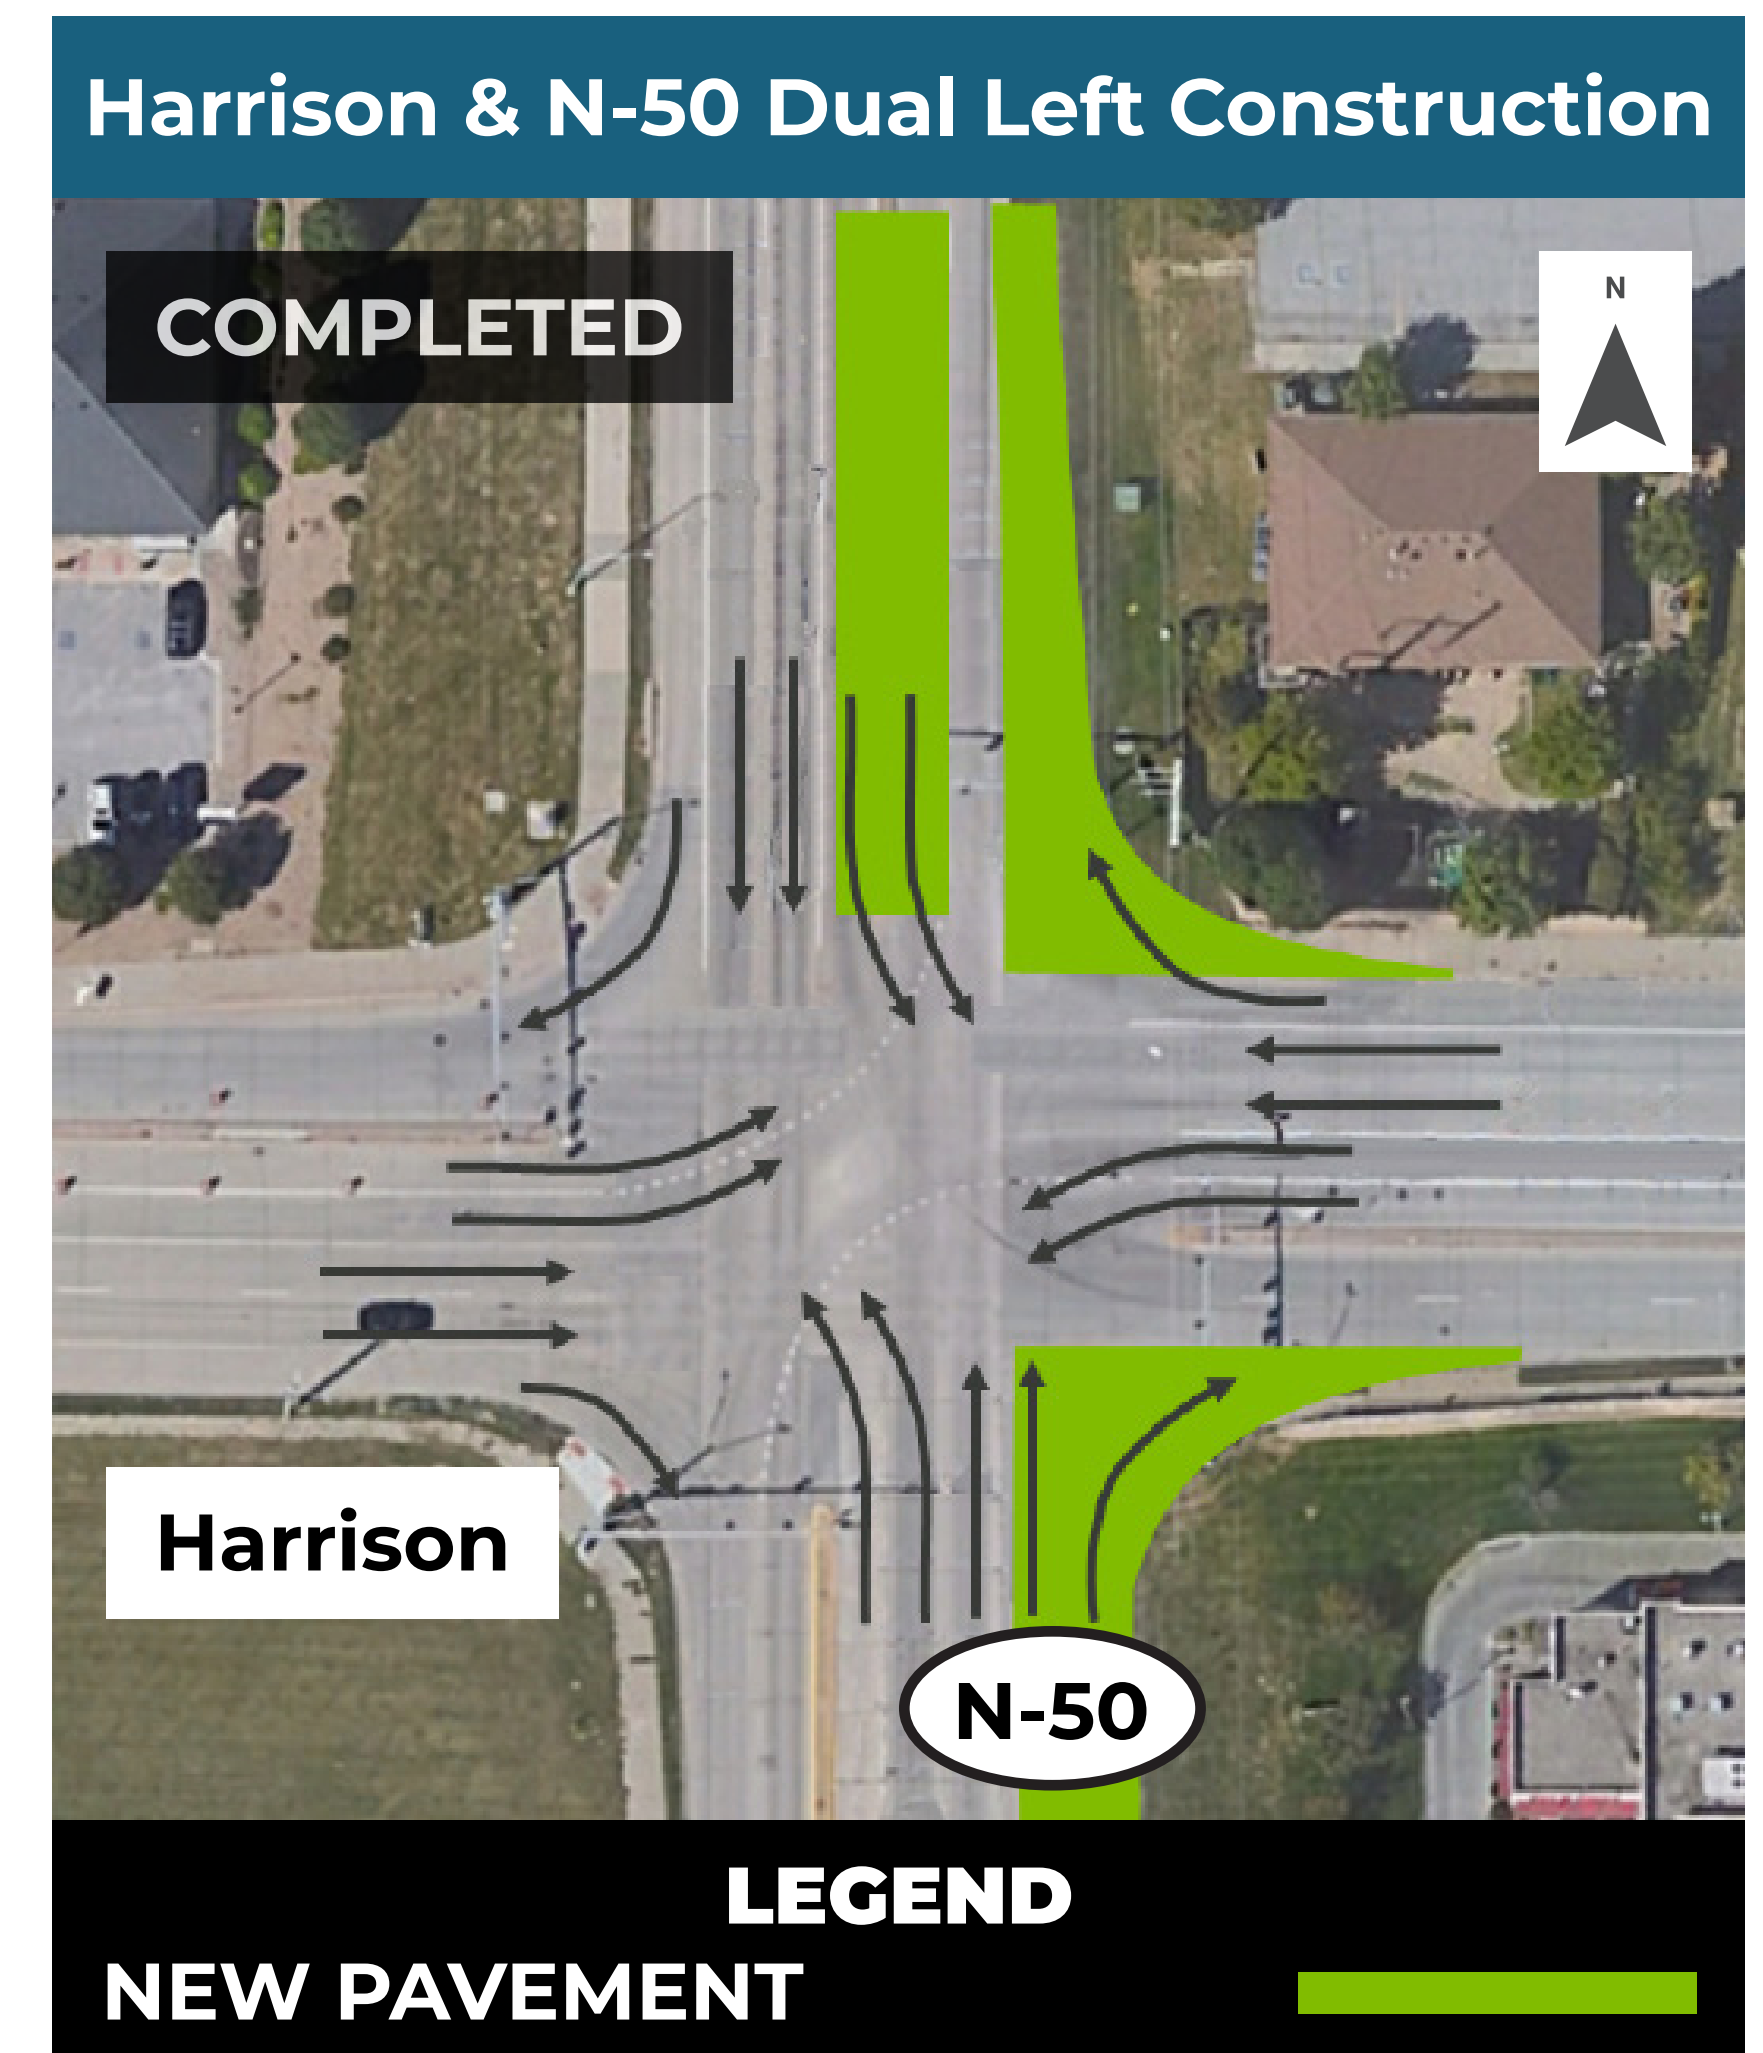 Harrison & N-50 Dual Left Construction
COMPLETED
N
Harrison
N-50
LEGEND
NEW PAVEMENT